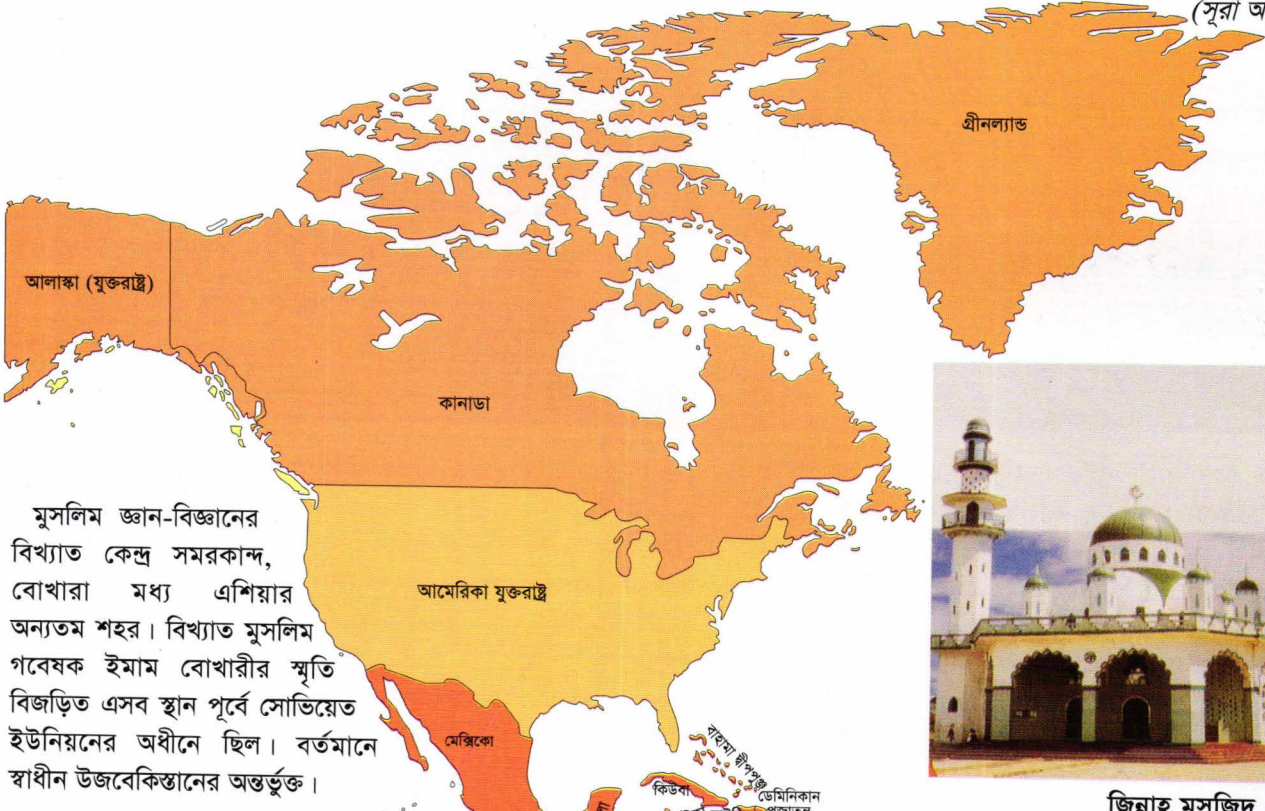 (সূরা
গ্রীনল্যান্ড
আলাস্কা (যুক্তরাষ্ট্র)
কানাডা
মুসলিম জ্ঞান-বিজ্ঞানের
বিখ্যাত কেন্দ্র সমরকান্দ,
বোখারা মধ্য এশিয়ার
অন্যতম শহর। বিখ্যাত মুসলিম
গবেষক ইমাম বোখারীর স্মৃতি
বিজড়িত এসব স্থান পূর্বে সোভিয়েত
ইউনিয়নের অধীনে ছিল। বর্তমানে
স্বাধীন উজবেকিস্তানের অন্তর্ভুক্ত।
আমেরিকা যুক্তরাষ্ট্র
মেক্সিকো
বাহামা দ্বীপপুঞ্জ
কিউবা
ডেমিনিকান
জিন্নাহ মসজিদ